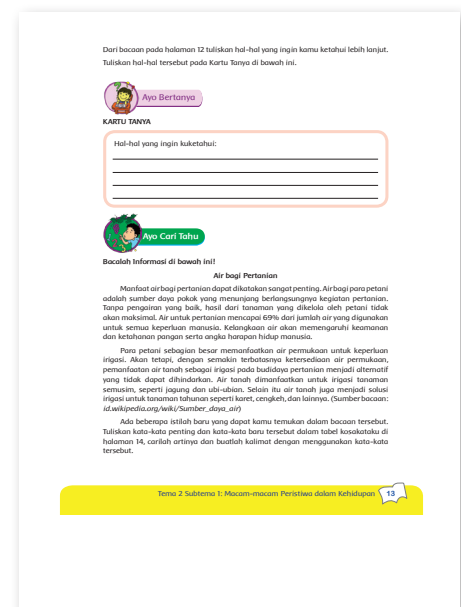 Dari bacaan pada halaman 12 tuliskan hal-hal yang ingin kamu ketahui lebih lanjut.
Tuliskan hal-hal tersebut pada Kartu Tanya di bawah ini.
Ayo Bertanya
KARTU TANYA
Hal-hal yang ingin kuketahui:
Ayo Cari Tahu
Bacalah Informasi di bawah ini!
Air bagi Pertanian
Manfaat air bagi pertanian dapat dikatakan sangat penting. Air bagi para petani
adalah sumber daya pokok yang menunjang berlangsungnya kegiatan pertanian.
Tanpa pengairan yang baik, hasil dari tanaman yang dikelola oleh petani tidak
akan maksimal. Air untuk pertanian mencapai 69% dari jumlah air yang digunakan
untuk semua keperluan manusia. Kelangkaan air akan memengaruhi keamanan
dan ketahanan pangan serta angka harapan hidup manusia.
Para petani sebagian besar memanfaatkan air permukaan untuk keperluan
irigasi. Akan tetapi, dengan semakin terbatasnya ketersediaan air permukaan,
pemanfaatan air tanah sebagai irigasi pada budidaya pertanian menjadi alternatif
yang tidak dapat dihindarkan. Air tanah dimanfaatkan untuk irigasi tanaman
semusim, seperti jagung dan ubi-ubian. Selain itu air tanah juga menjadi solusi
irigasi untuk tanaman tahunan seperti karet, cengkeh, dan lainnya. (Sumber bacaan:
id.wikipedia.org/wiki/Sumber_daya_air)
Ada beberapa istilah baru yang dapat kamu temukan dalam bacaan tersebut.
Tuliskan kata-kata penting dan kata-kata baru tersebut dalam tabel kosakataku di
halaman 14, carilah artinya dan buatlah kalimat dengan menggunakan kata-kata
tersebut.
Tema 2 Subtema 1: Macam-macam Peristiwa dalam Kehidupan 13